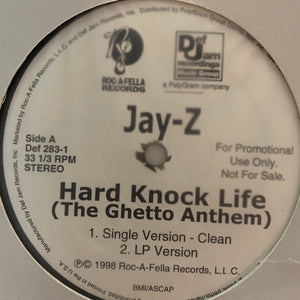 ROC-A-FELLA
RECORDS
Def Jam
recordings
Music Group
a PolyGram company
Jay-Z
Side A
Def 283-1
33 1/3 RPM
STEREO
For Promotional
Use Only.
Not For Sale.
Hard Knock Life
(The Ghetto Anthem)
1. Single Version - Clean
2. LP Version
℗© 1998 Roc-A-Fella Records, L.L.C.
BMI/ASCAP